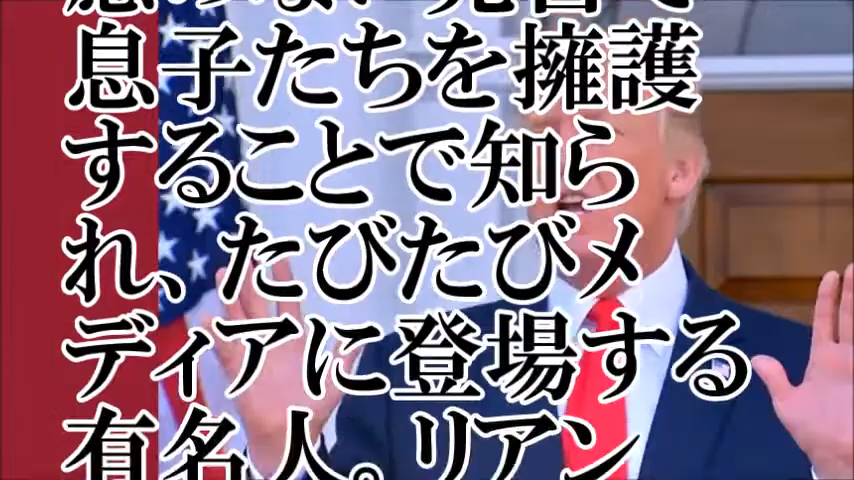 息子たちを擁護
することで知ら
れ、たびたびメ
ディアに登場する
有名人。リアン